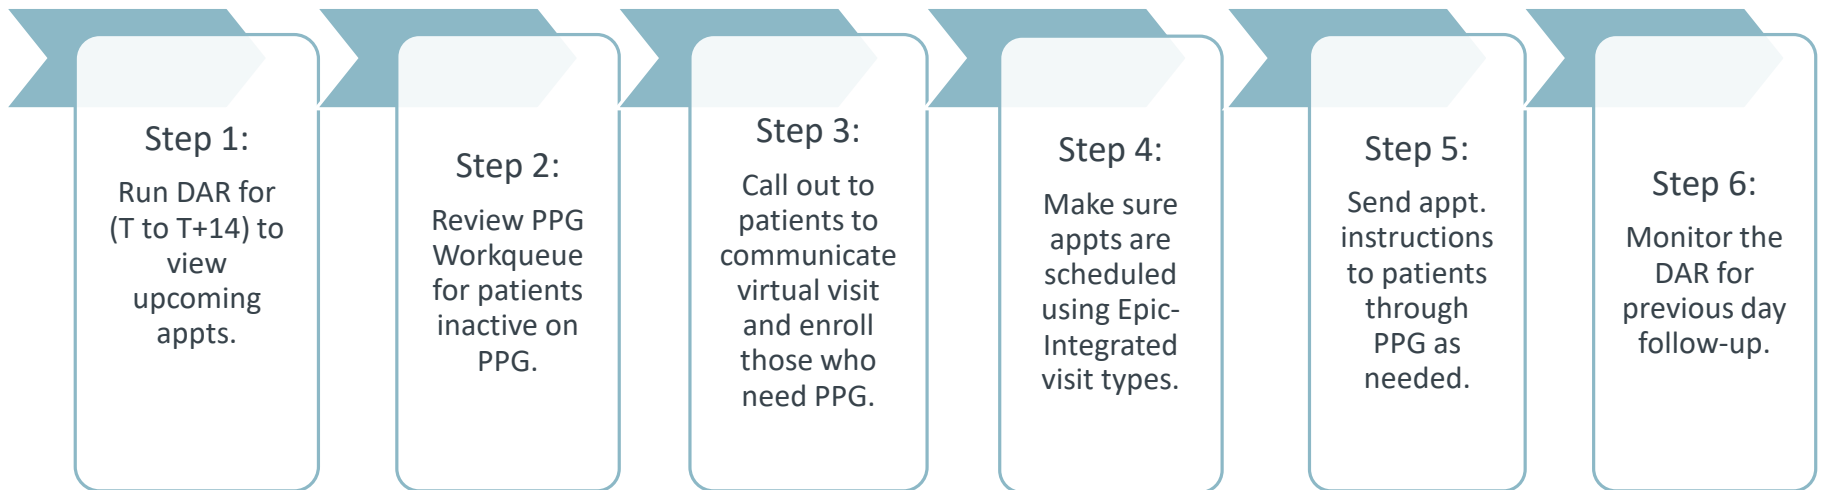 Step 1:
Run DAR for
(T to T+14) to
view
upcoming
appts.
Step 2:
Review PPG
Workqueue
for patients
inactive on
PPG.
Step 3:
Call out to
patients to
communicate
virtual visit
and enroll
those who
need PPG.
Step 4:
Make sure
appts are
scheduled
using Epic-
Integrated
visit types.
Step 5:
Send appt.
instructions
to patients
through
PPG as
needed.
Step 6:
Monitor the
DAR for
previous day
follow-up.